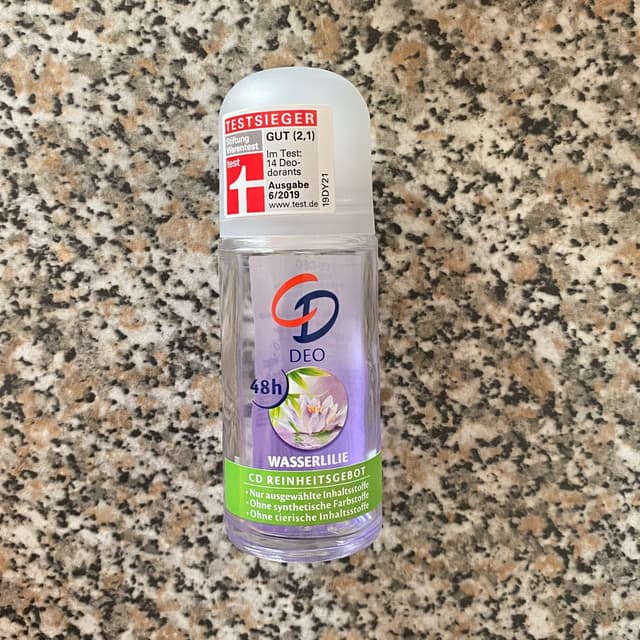 TESTSIEGER
Stiftung
Warentest
GUT (2,1)
test
Im Test:
14 Deo-
dorants
Ausgabe
6/2019
www.test.de
19DY21
CD
DEO
48h
WASSERLILIE
CD REINHEITSGEBOT
• Nur ausgewählte Inhaltsstoffe
• Ohne synthetische Farbstoffe
• Ohne tierische Inhaltsstoffe